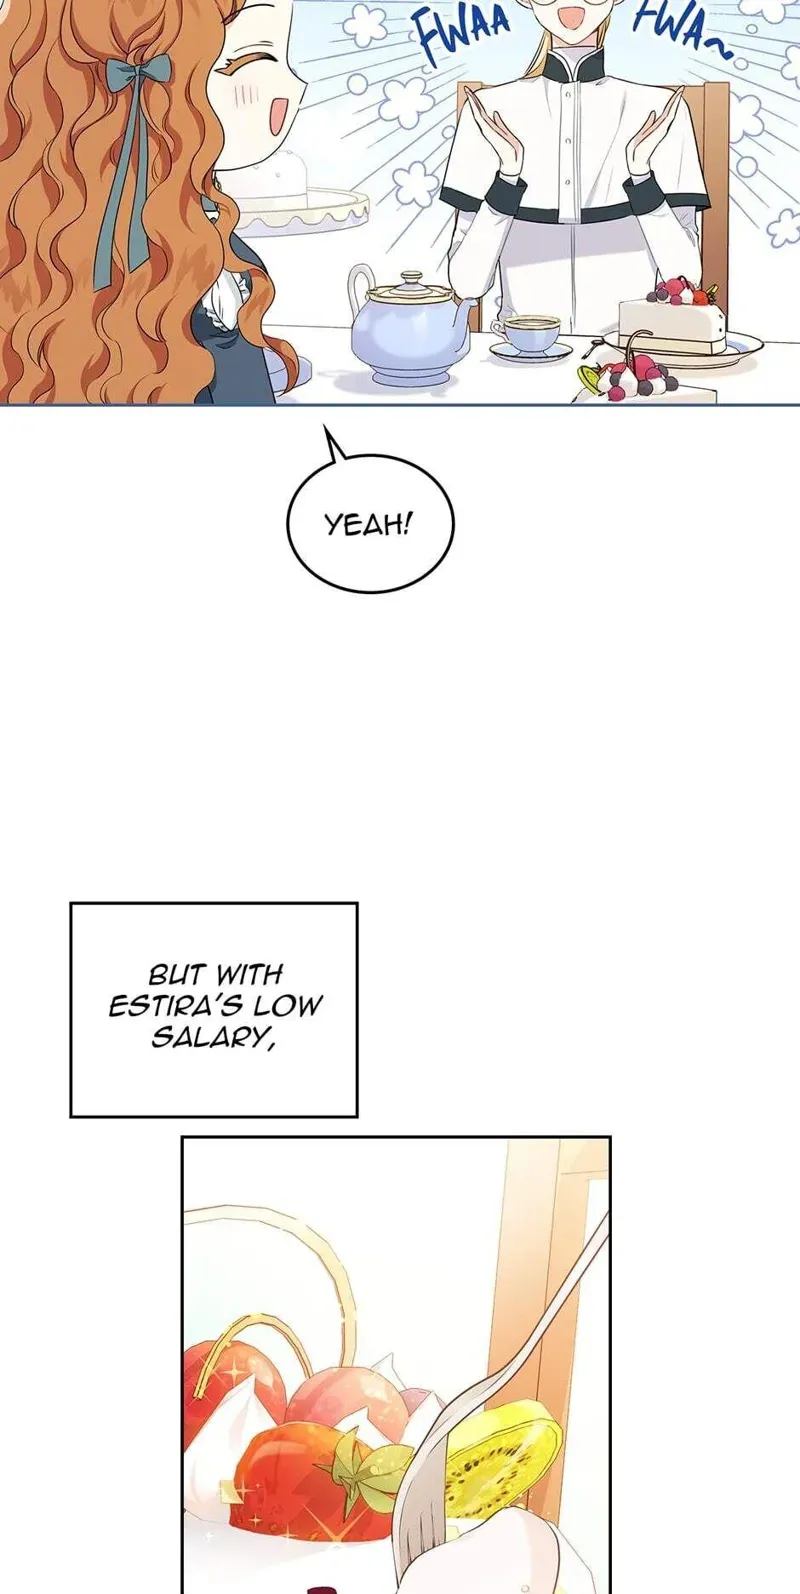 FWAA
FWA~
YEAH!
BUT WITH
ESTIRA'S LOW
SALARY,